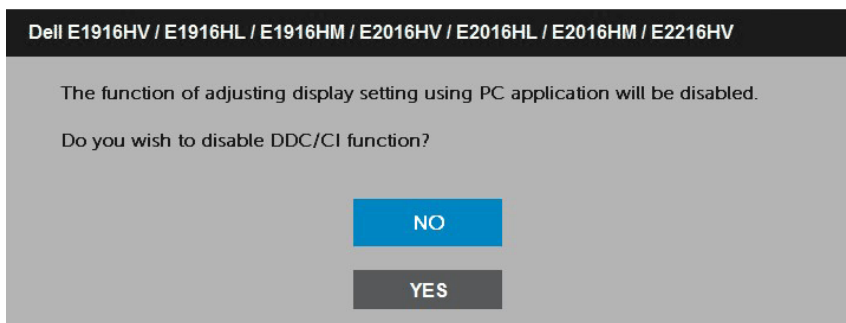 Dell E1916HV / E1916HL / E1916HM / E2016HV / E2016HL / E2016HM / E2216HV
The function of adjusting display setting using PC application will be disabled.
Do you wish to disable DDC/CI function?
NO
YES